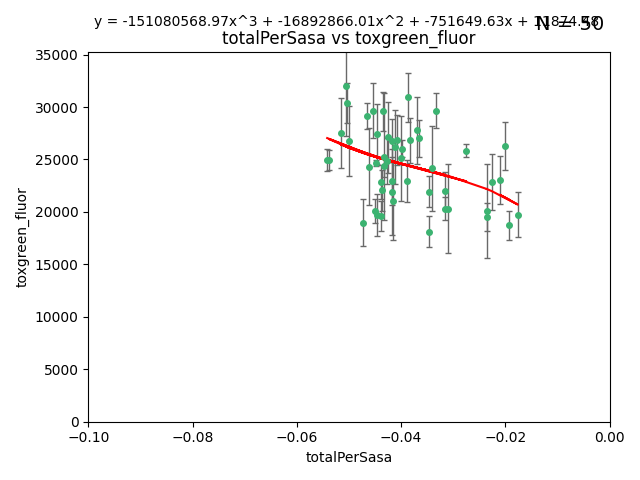 y = -151080568.97x^3 + -16892866.01x^2 + -751649.63x +
N = 50
totalPerSasa vs toxgreen_fluor
35000
30000
25000
20000
15000
10000
5000
0
toxgreen_fluor
−0.10
−0.08
−0.06
−0.04
−0.02
0.00
totalPerSasa